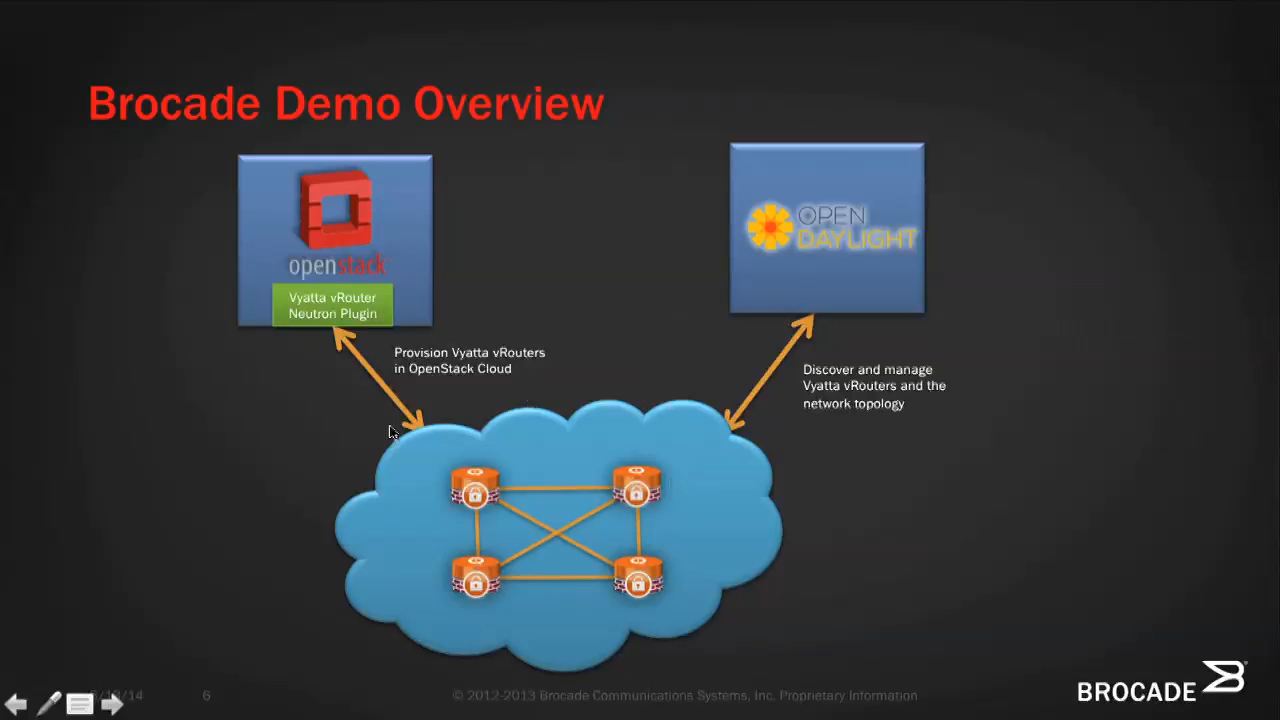 Brocade Demo Overview
openstack
Vyatta vRouter
Neutron Plugin
OPEN
DAYLIGHT
Provision Vyatta vRouters
in OpenStack Cloud
Discover and manage
Vyatta vRouters and the
network topology
/14
6
© 2012-2013 Brocade Communications Systems, Inc. Proprietary Information
BROCADE